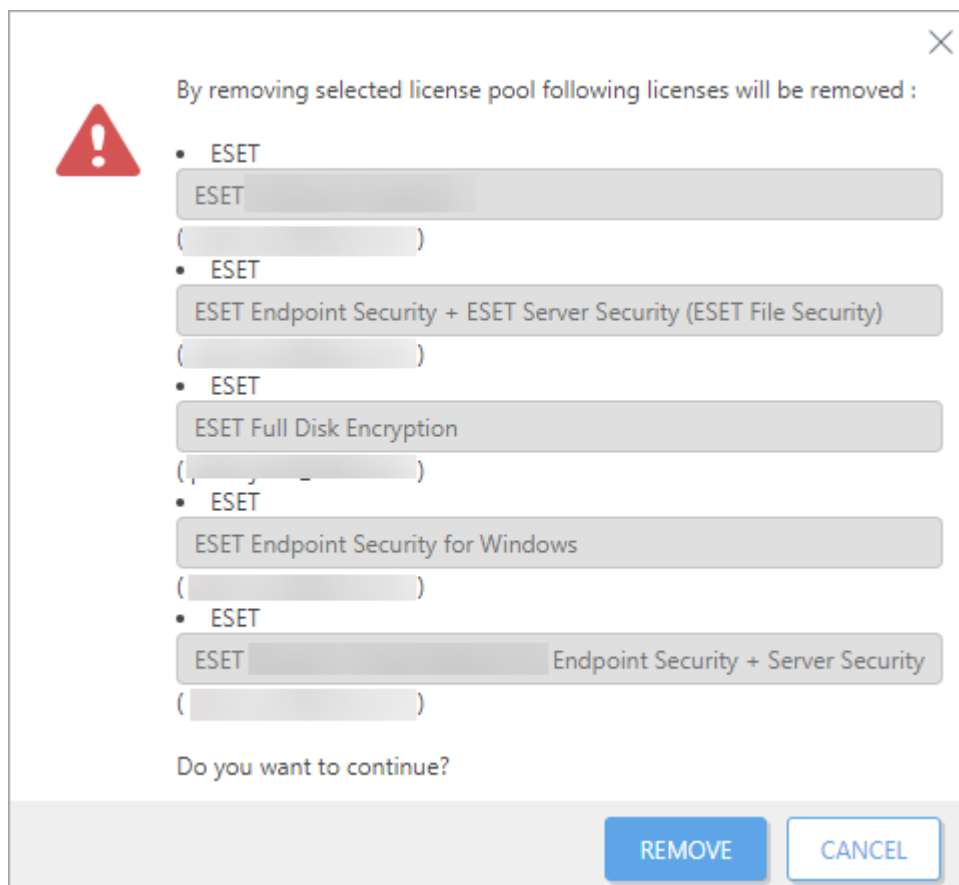 By removing selected license pool following licenses will be removed :
• ESET
ESET
( )
• ESET
ESET Endpoint Security + ESET Server Security (ESET File Security)
( )
• ESET
ESET Full Disk Encryption
( )
• ESET
ESET Endpoint Security for Windows
( )
• ESET
ESET Endpoint Security + Server Security
( )
Do you want to continue?
REMOVE CANCEL